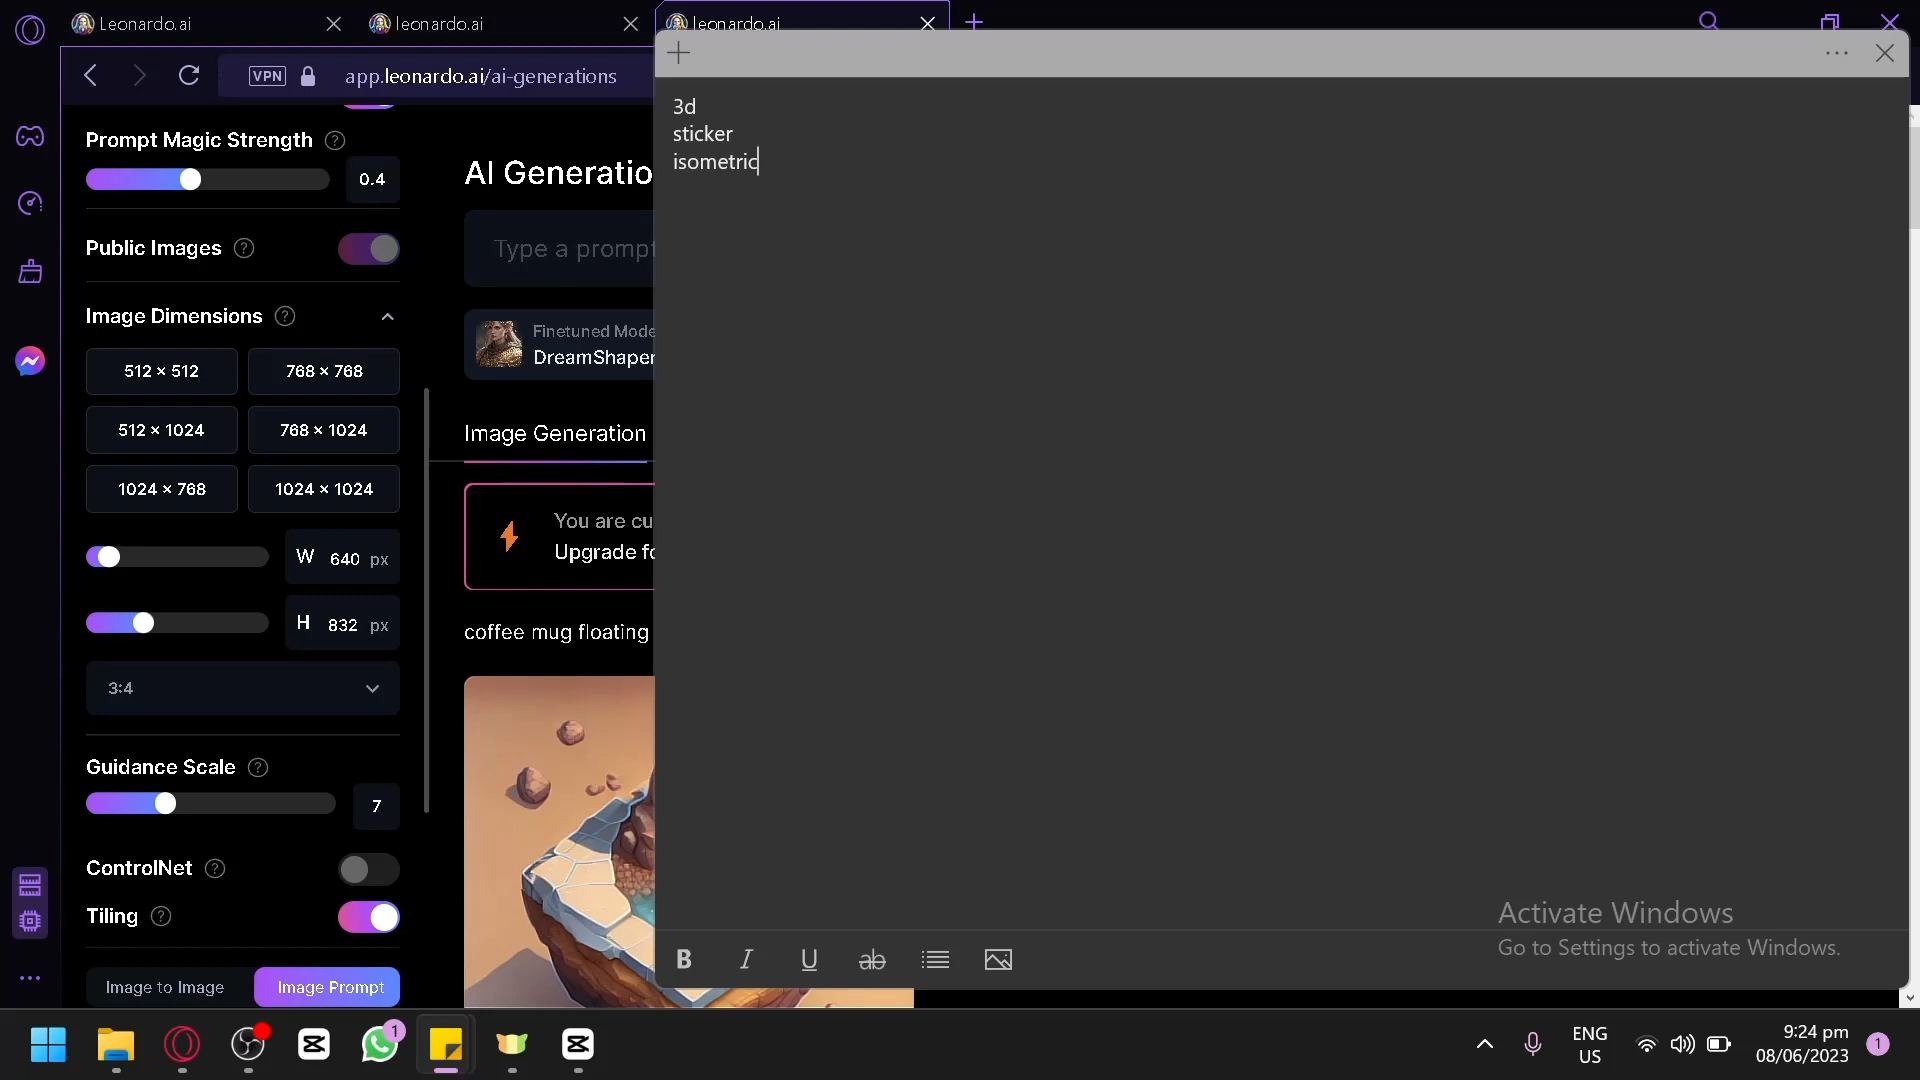 Leonardo.ai
leonardo.ai
leonardo.ai
VPN
app.leonardo.ai/ai-generations
Prompt Magic Strength
0.4
Public Images
Image Dimensions
512 × 512
768 × 768
512 × 1024
768 × 1024
1024 × 768
1024 × 1024
W 640 px
H 832 px
3:4
Guidance Scale
7
ControlNet
Tiling
Image to Image
Image Prompt
AI Generatio
Type a prompt
Finetuned Mode
DreamShaper
Image Generation
You are cu
Upgrade fo
coffee mug floating
3d
sticker
isometric
Activate Windows
Go to Settings to activate Windows.
B I U ab
1
ENG
US
9:24 pm
08/06/2023
1